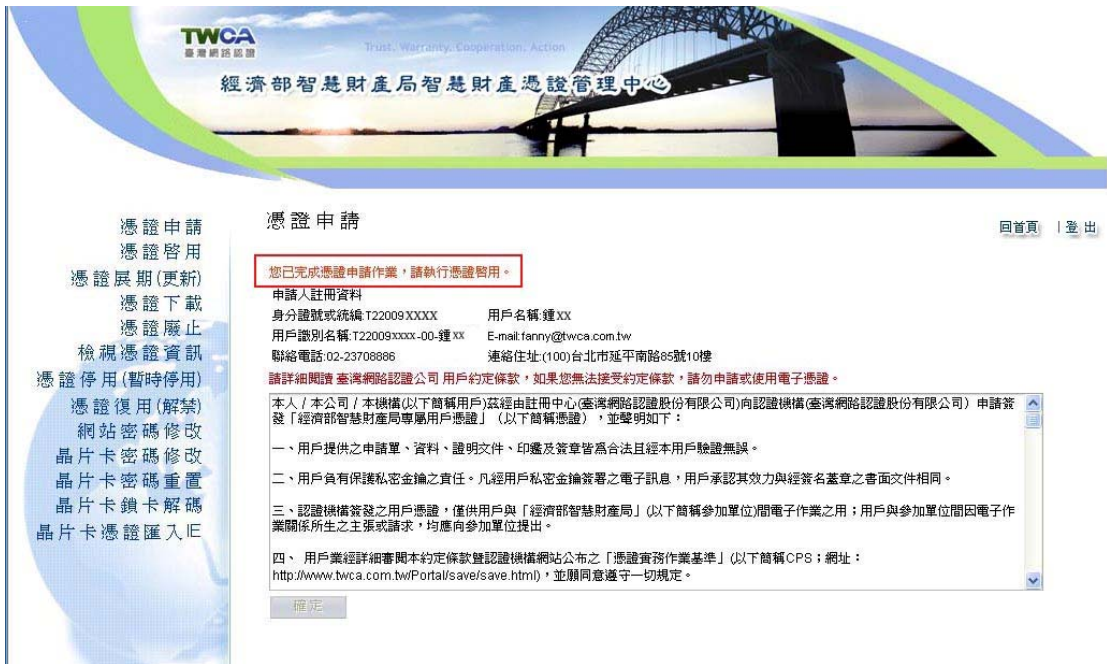 TWCA
臺灣網路認證
Trust. Warranty. Cooperation. Action
經濟部智慧財產局智慧財產憑證管理中心
憑證申請
憑證啓用
憑證展期(更新)
憑證下載
憑證廢止
檢視憑證資訊
憑證停用(暫時停用)
憑證復用(解禁)
網站密碼修改
晶片卡密碼修改
晶片卡密碼重置
晶片卡鎖卡解碼
晶片卡憑證匯入IE
憑證申請
回首頁 | 登出
您已完成憑證申請作業，請執行憑證啓用。
申請人註冊資料
身分證號或統編:T22009XXXX 用戶名稱:鍾XX
用戶識別名稱:T22009xxxx-00-鍾xx E-mail:fanny@twca.com.tw
聯絡電話:02-23708886 連絡住址:(100)台北市延平南路85號10樓
請詳細閱讀 臺灣網路認證公司 用戶約定條款，如果您無法接受約定條款，請勿申請或使用電子憑證。
本人 / 本公司 / 本機構(以下簡稱用戶)茲經由註冊中心(臺灣網路認證股份有限公司)向認證機構(臺灣網路認證股份有限公司) 申請簽
發「經濟部智慧財產局專屬用戶憑證」（以下簡稱憑證），並聲明如下：
一、用戶提供之申請單、資料、證明文件、印鑑及簽章皆爲合法且經本用戶驗證無誤。
二、用戶負有保護私密金鑰之責任。凡經用戶私密金鑰簽署之電子訊息，用戶承認其效力與經簽名蓋章之書面文件相同。
三、認證機構簽發之用戶憑證，僅供用戶與「經濟部智慧財產局」(以下簡稱參加單位)間電子作業之用；用戶與參加單位間因電子作
業關係所生之主張或請求，均應向參加單位提出。
四、 用戶業經詳細審閱本約定條款暨認證機構網站公布之「憑證實務作業基準」(以下簡稱CPS；網址：
http://www.twca.com.tw/Portal/save/save.html)，並願同意遵守一切規定。
確定